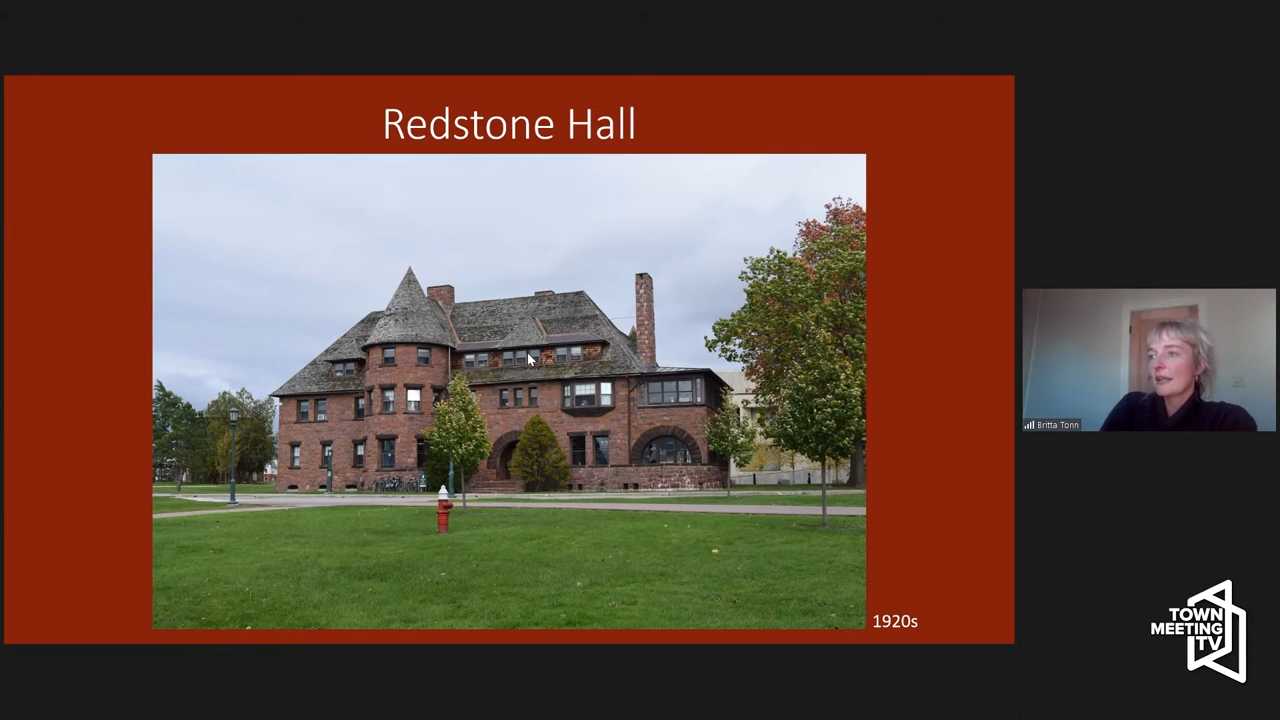 Redstone Hall
1920s
Britta Tonn
TOWN
MEETING
TV